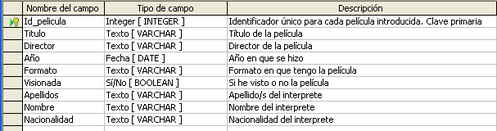 Nombre del campo Tipo de campo Descripción
Id_pelicula Integer [ INTEGER ] Identificador único para cada película introducida. Clave primaria
Título Texto [ VARCHAR ] Título de la película
Director Texto [ VARCHAR ] Director de la película
Año Fecha [ DATE ] Año en que se hizo
Formato Texto [ VARCHAR ] Formato en que tengo la película
Visionada Sí/No [ BOOLEAN ] Si he visto o no la película
Apellidos Texto [ VARCHAR ] Apellido/s del interprete
Nombre Texto [ VARCHAR ] Nombre del interprete
Nacionalidad Texto [ VARCHAR ] Nacionalidad del interprete